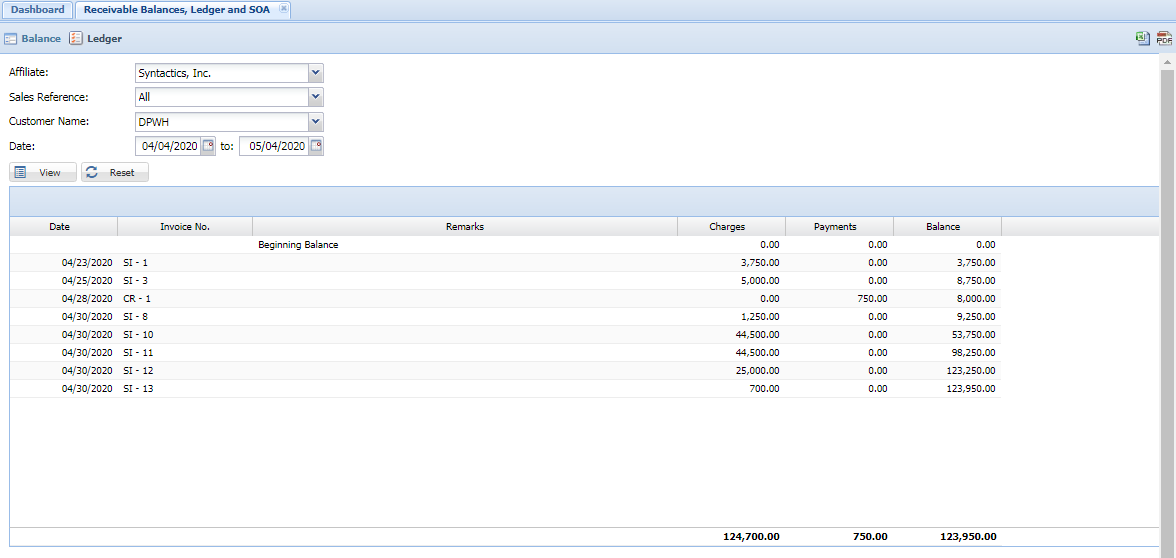 Dashboard Receivable Balances, Ledger and SOA
Balance Ledger PDF
Affiliate: Syntactics, Inc.
Sales Reference: All
Customer Name: DPWH
Date: 04/04/2020 to: 05/04/2020
View Reset
Date Invoice No. Remarks Charges Payments Balance
Beginning Balance 0.00 0.00 0.00
04/23/2020 SI - 1 3,750.00 0.00 3,750.00
04/25/2020 SI - 3 5,000.00 0.00 8,750.00
04/28/2020 CR - 1 0.00 750.00 8,000.00
04/30/2020 SI - 8 1,250.00 0.00 9,250.00
04/30/2020 SI - 10 44,500.00 0.00 53,750.00
04/30/2020 SI - 11 44,500.00 0.00 98,250.00
04/30/2020 SI - 12 25,000.00 0.00 123,250.00
04/30/2020 SI - 13 700.00 0.00 123,950.00
124,700.00 750.00 123,950.00